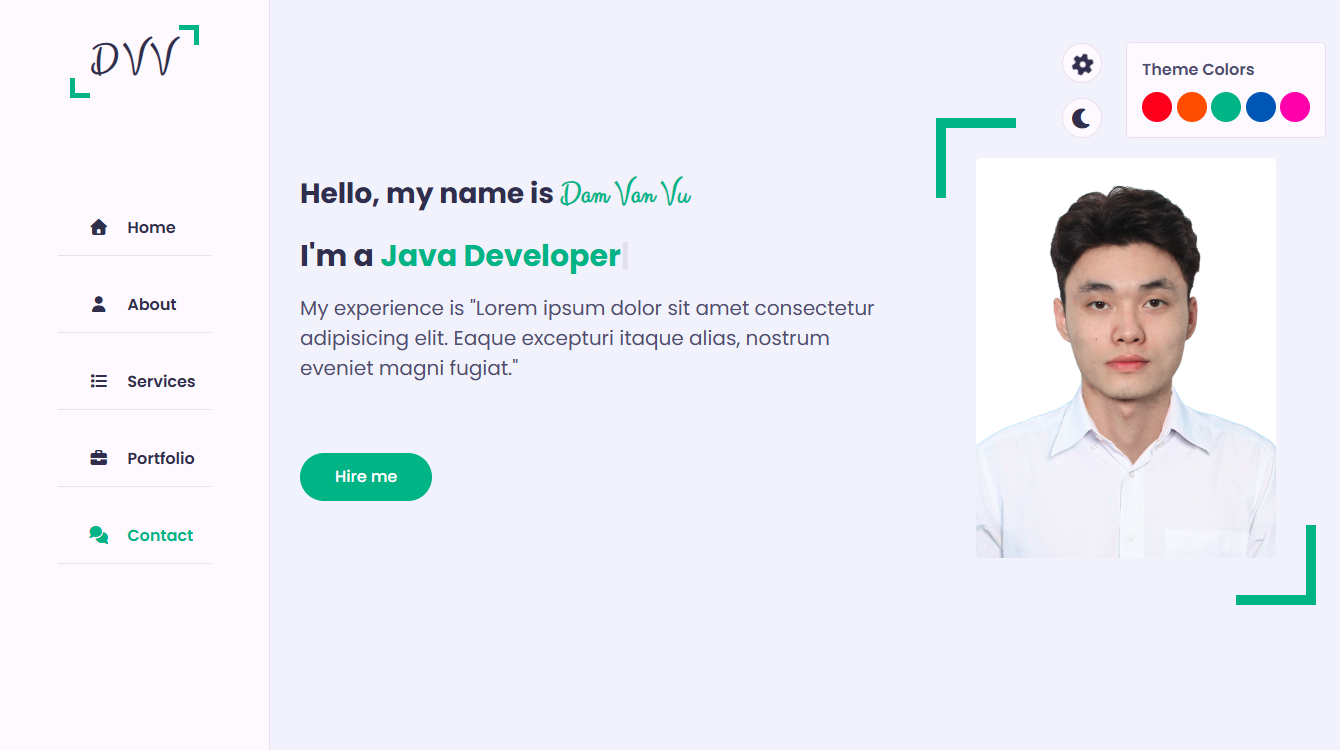 DVV
Home
About
Services
Portfolio
Contact
Theme Colors
Hello, my name is Dam Van Vu
I'm a Java Developer
My experience is "Lorem ipsum dolor sit amet consectetur
adipisicing elit. Eaque excepturi itaque alias, nostrum
eveniet magni fugiat."
Hire me